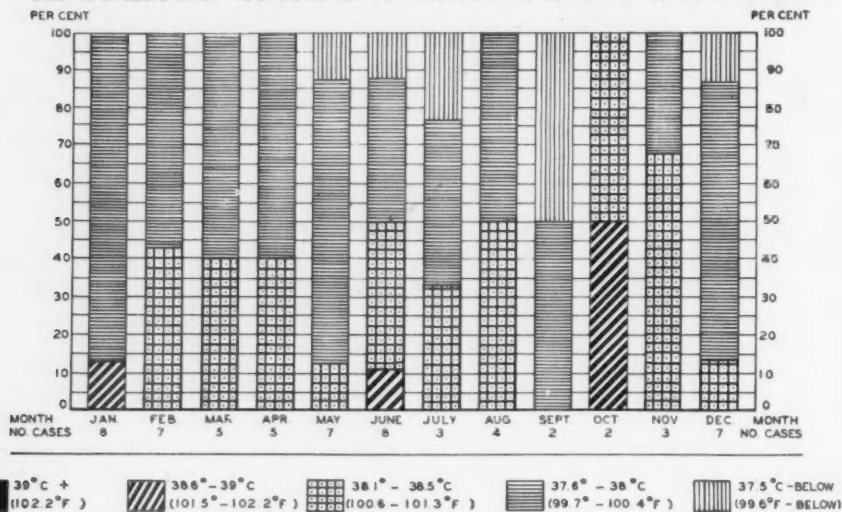 PER CENT PER CENT
100 100
90 90
80 80
70 70
60 60
50 50
40 40
30 30
20 20
10 10
0 0
MONTH JAN. FEB. MAR. APR. MAY JUNE JULY AUG. SEPT. OCT. NOV DEC. MONTH
NO. CASES 8 7 5 5 7 8 3 4 2 2 3 7 NO. CASES
39°C + 38.6° - 39°C 38.1° - 38.5°C 37.6° - 38°C 37.5°C - BELOW
(102.2°F) (101.5° - 102.2°F) (100.6 - 101.3°F) (99.7° - 100.4°F) (99.6°F - BELOW)